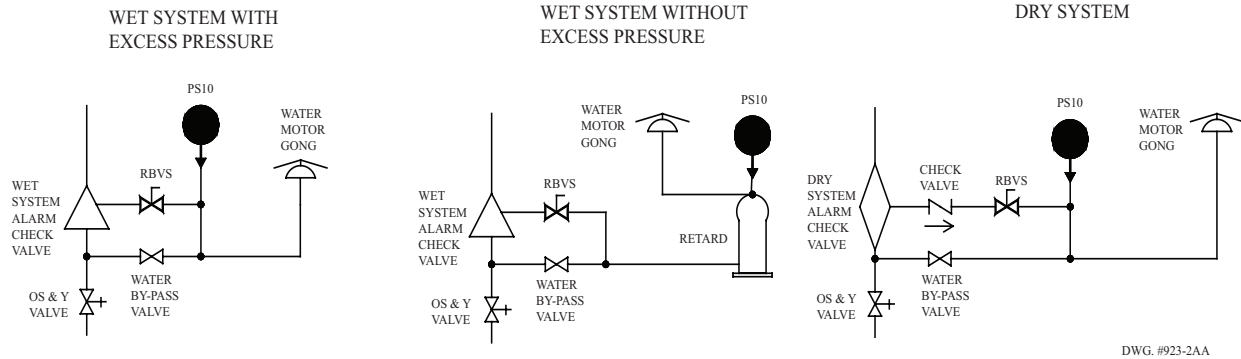 WET SYSTEM WITH
EXCESS PRESSURE
PS10
WATER
MOTOR
GONG
RBVS
WET
SYSTEM
ALARM
CHECK
VALVE
WATER
BY-PASS
VALVE
OS & Y
VALVE
WET SYSTEM WITHOUT
EXCESS PRESSURE
WATER
MOTOR
GONG
PS10
RBVS
WET
SYSTEM
ALARM
CHECK
VALVE
RETARD
WATER
BY-PASS
VALVE
OS & Y
VALVE
DRY SYSTEM
PS10
WATER
MOTOR
GONG
CHECK
VALVE
RBVS
DRY
SYSTEM
ALARM
CHECK
VALVE
WATER
BY-PASS
VALVE
OS & Y
VALVE
DWG. #923-2AA